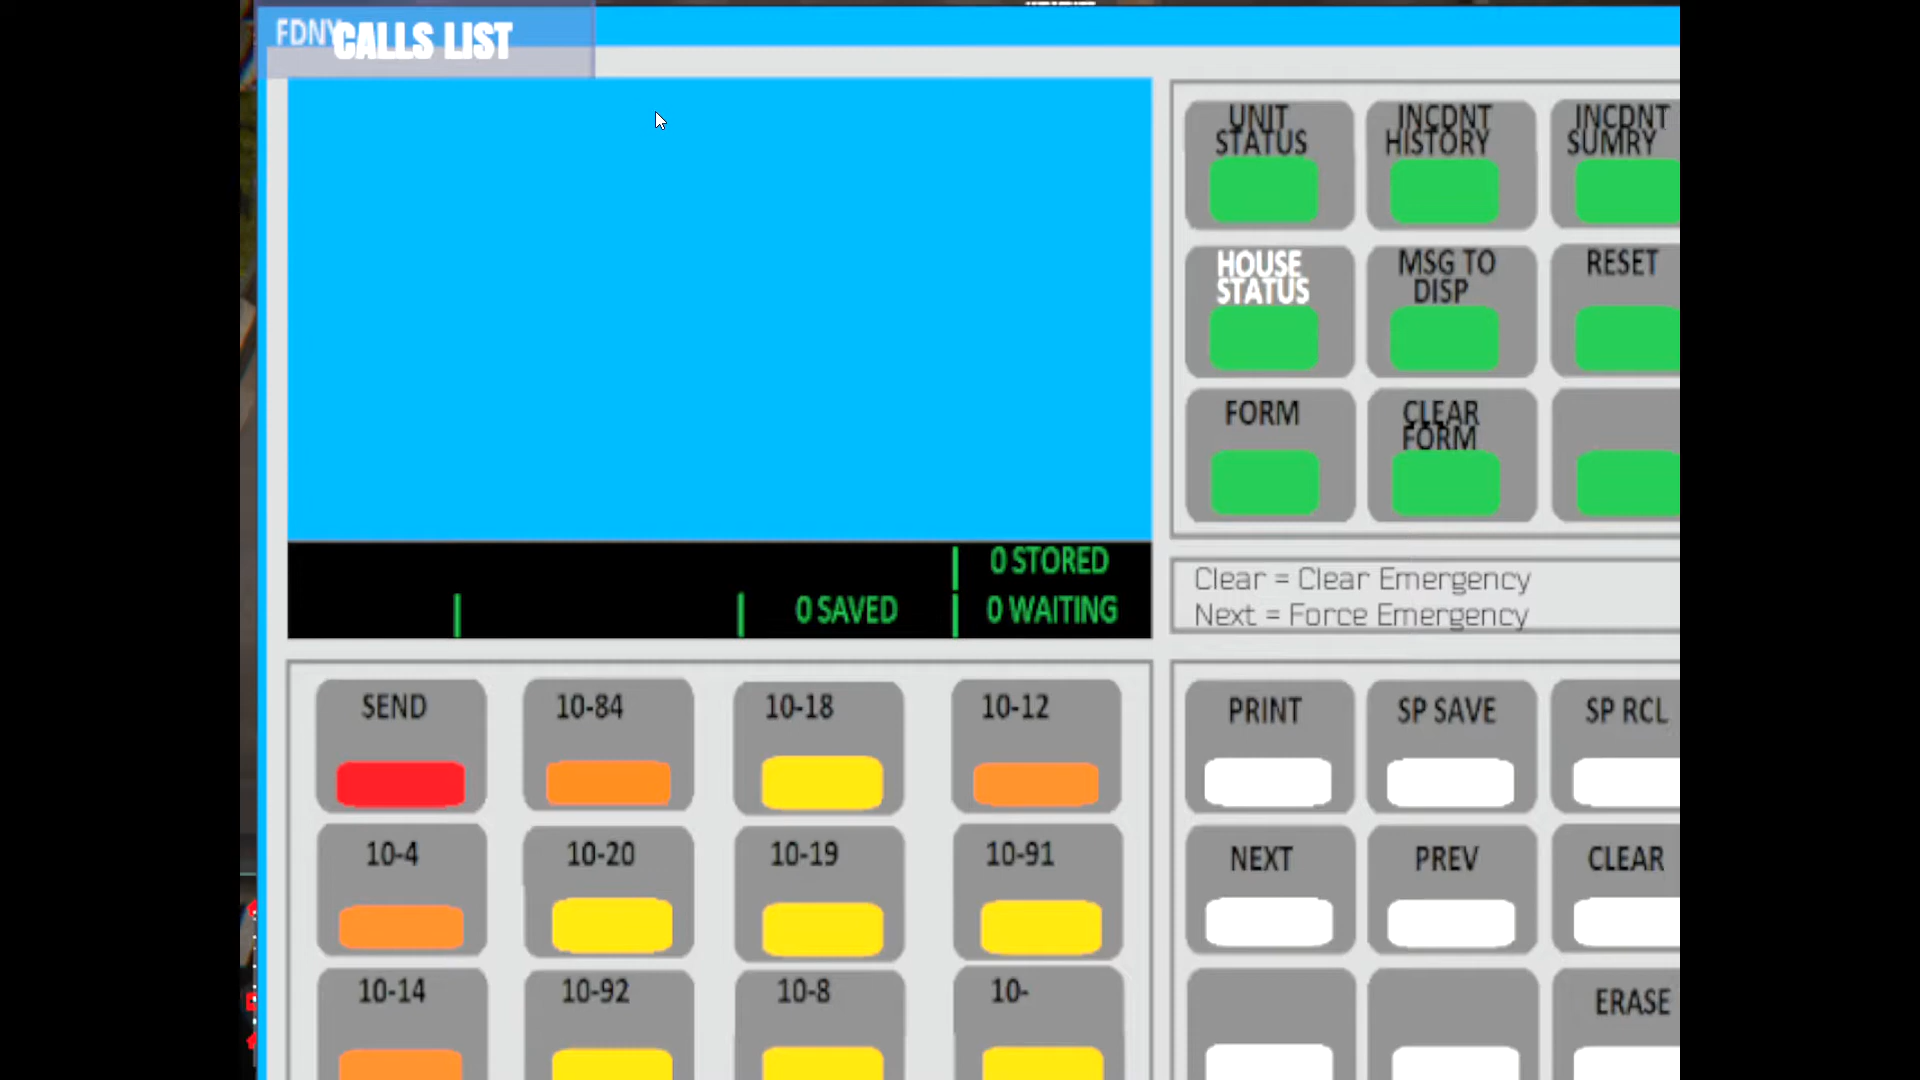 FDNY
CALLS LIST
UNIT
STATUS
INCDNT
HISTORY
INCDNT
SUMRY
HOUSE
STATUS
MSG TO
DISP
RESET
FORM
CLEAR
FORM
0 STORED
0 SAVED
0 WAITING
Clear = Clear Emergency
Next = Force Emergency
SEND
10-84
10-18
10-12
PRINT
SP SAVE
SP RCL
10-4
10-20
10-19
10-91
NEXT
PREV
CLEAR
10-14
10-92
10-8
10-
ERASE